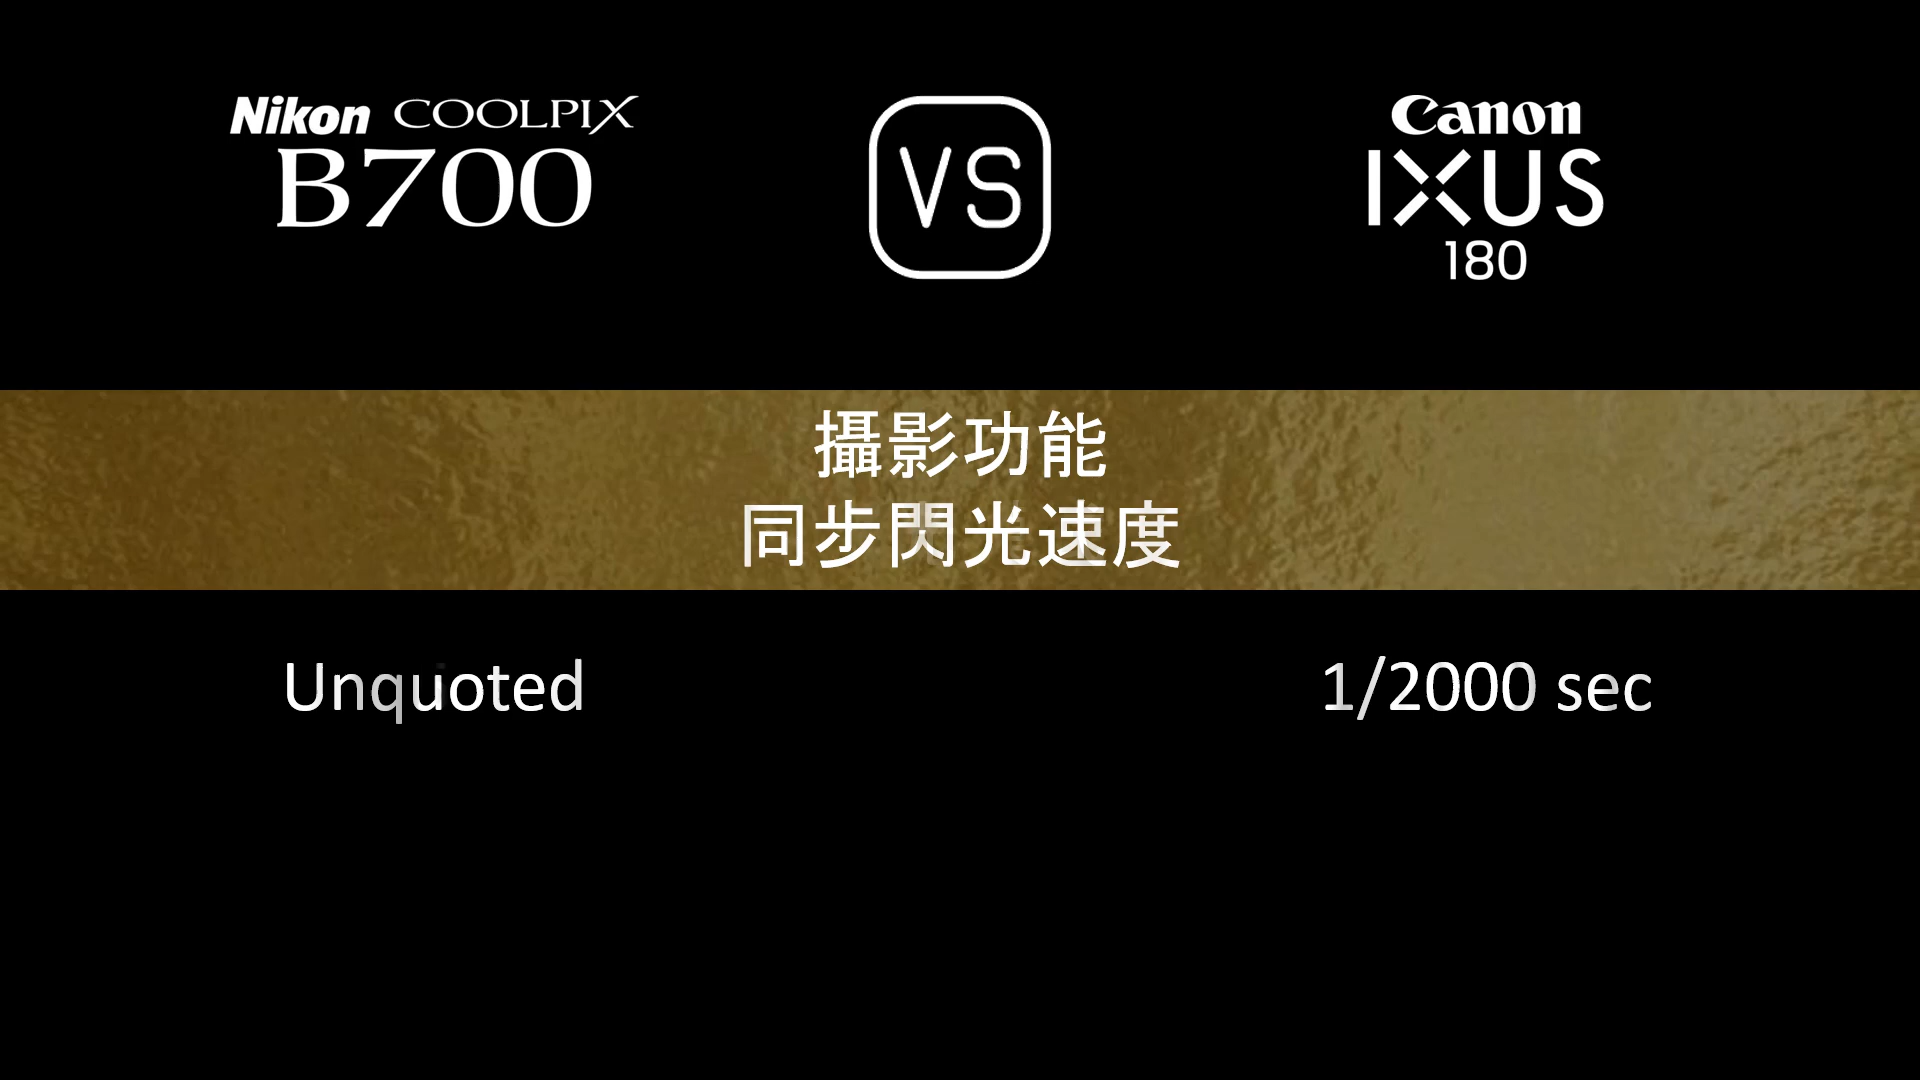 Nikon COOLPIX
B700
VS
Canon
IXUS
180
攝影功能
同步閃光速度
Unquoted
1/2000 sec